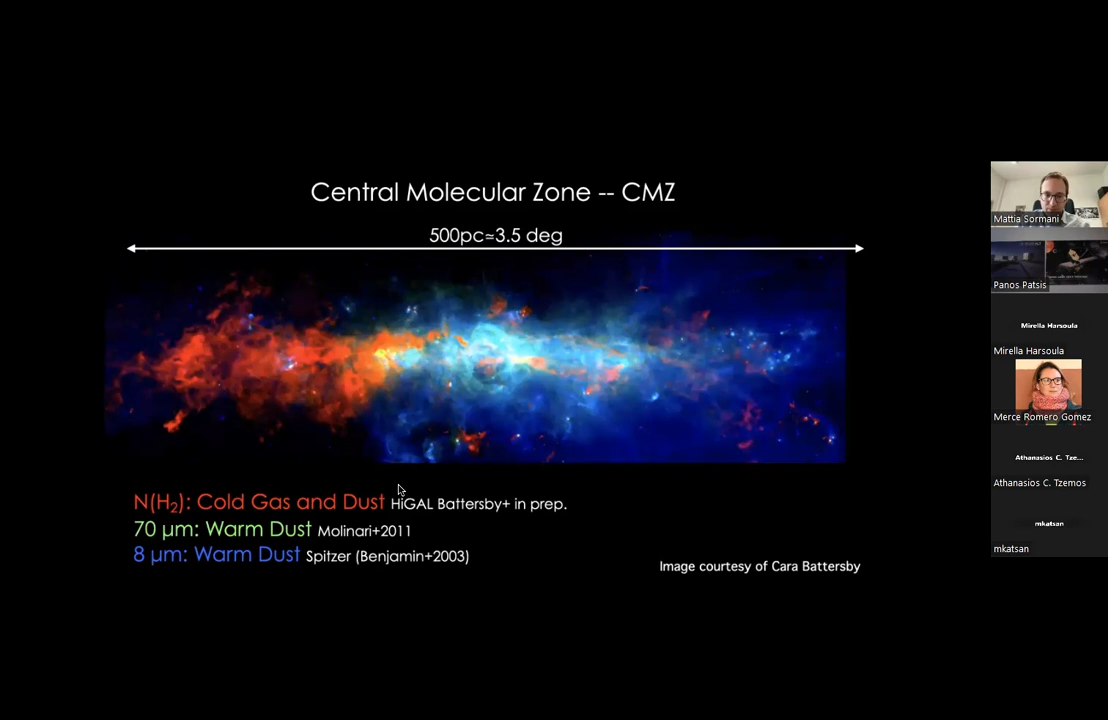 Central Molecular Zone -- CMZ
500pc≃3.5 deg
N(H₂): Cold Gas and Dust HiGAL Battersby+ in prep.
70 µm: Warm Dust Molinari+2011
8 µm: Warm Dust Spitzer (Benjamin+2003)
Image courtesy of Cara Battersby
Mattia Sormani
Panos Patsis
Mirella Harsoula
Mirella Harsoula
Merce Romero Gomez
Athanasios C. Tze...
Athanasios C. Tzemos
mkatsan
mkatsan